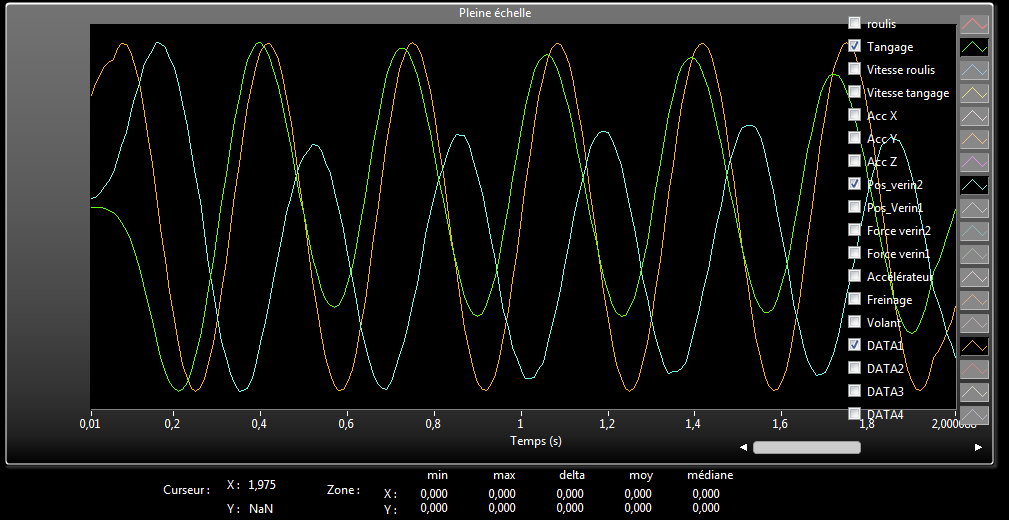 Pleine échelle
roulis
Tangage
Vitesse roulis
Vitesse tangage
Acc X
Acc Y
Acc Z
Pos_verin2
Pos_Verin1
Force verin2
Force verin1
Accélérateur
Freinage
Volant
DATA1
DATA2
DATA3
DATA4
0,01 0,2 0,4 0,6 0,8 1 1,2 1,4 1,6 1,8
Temps (s)
min max delta moy médiane
Curseur : X : 1,975 Zone : X : 0,000 0,000 0,000 0,000 0,000
Y : NaN Y : 0,000 0,000 0,000 0,000 0,000